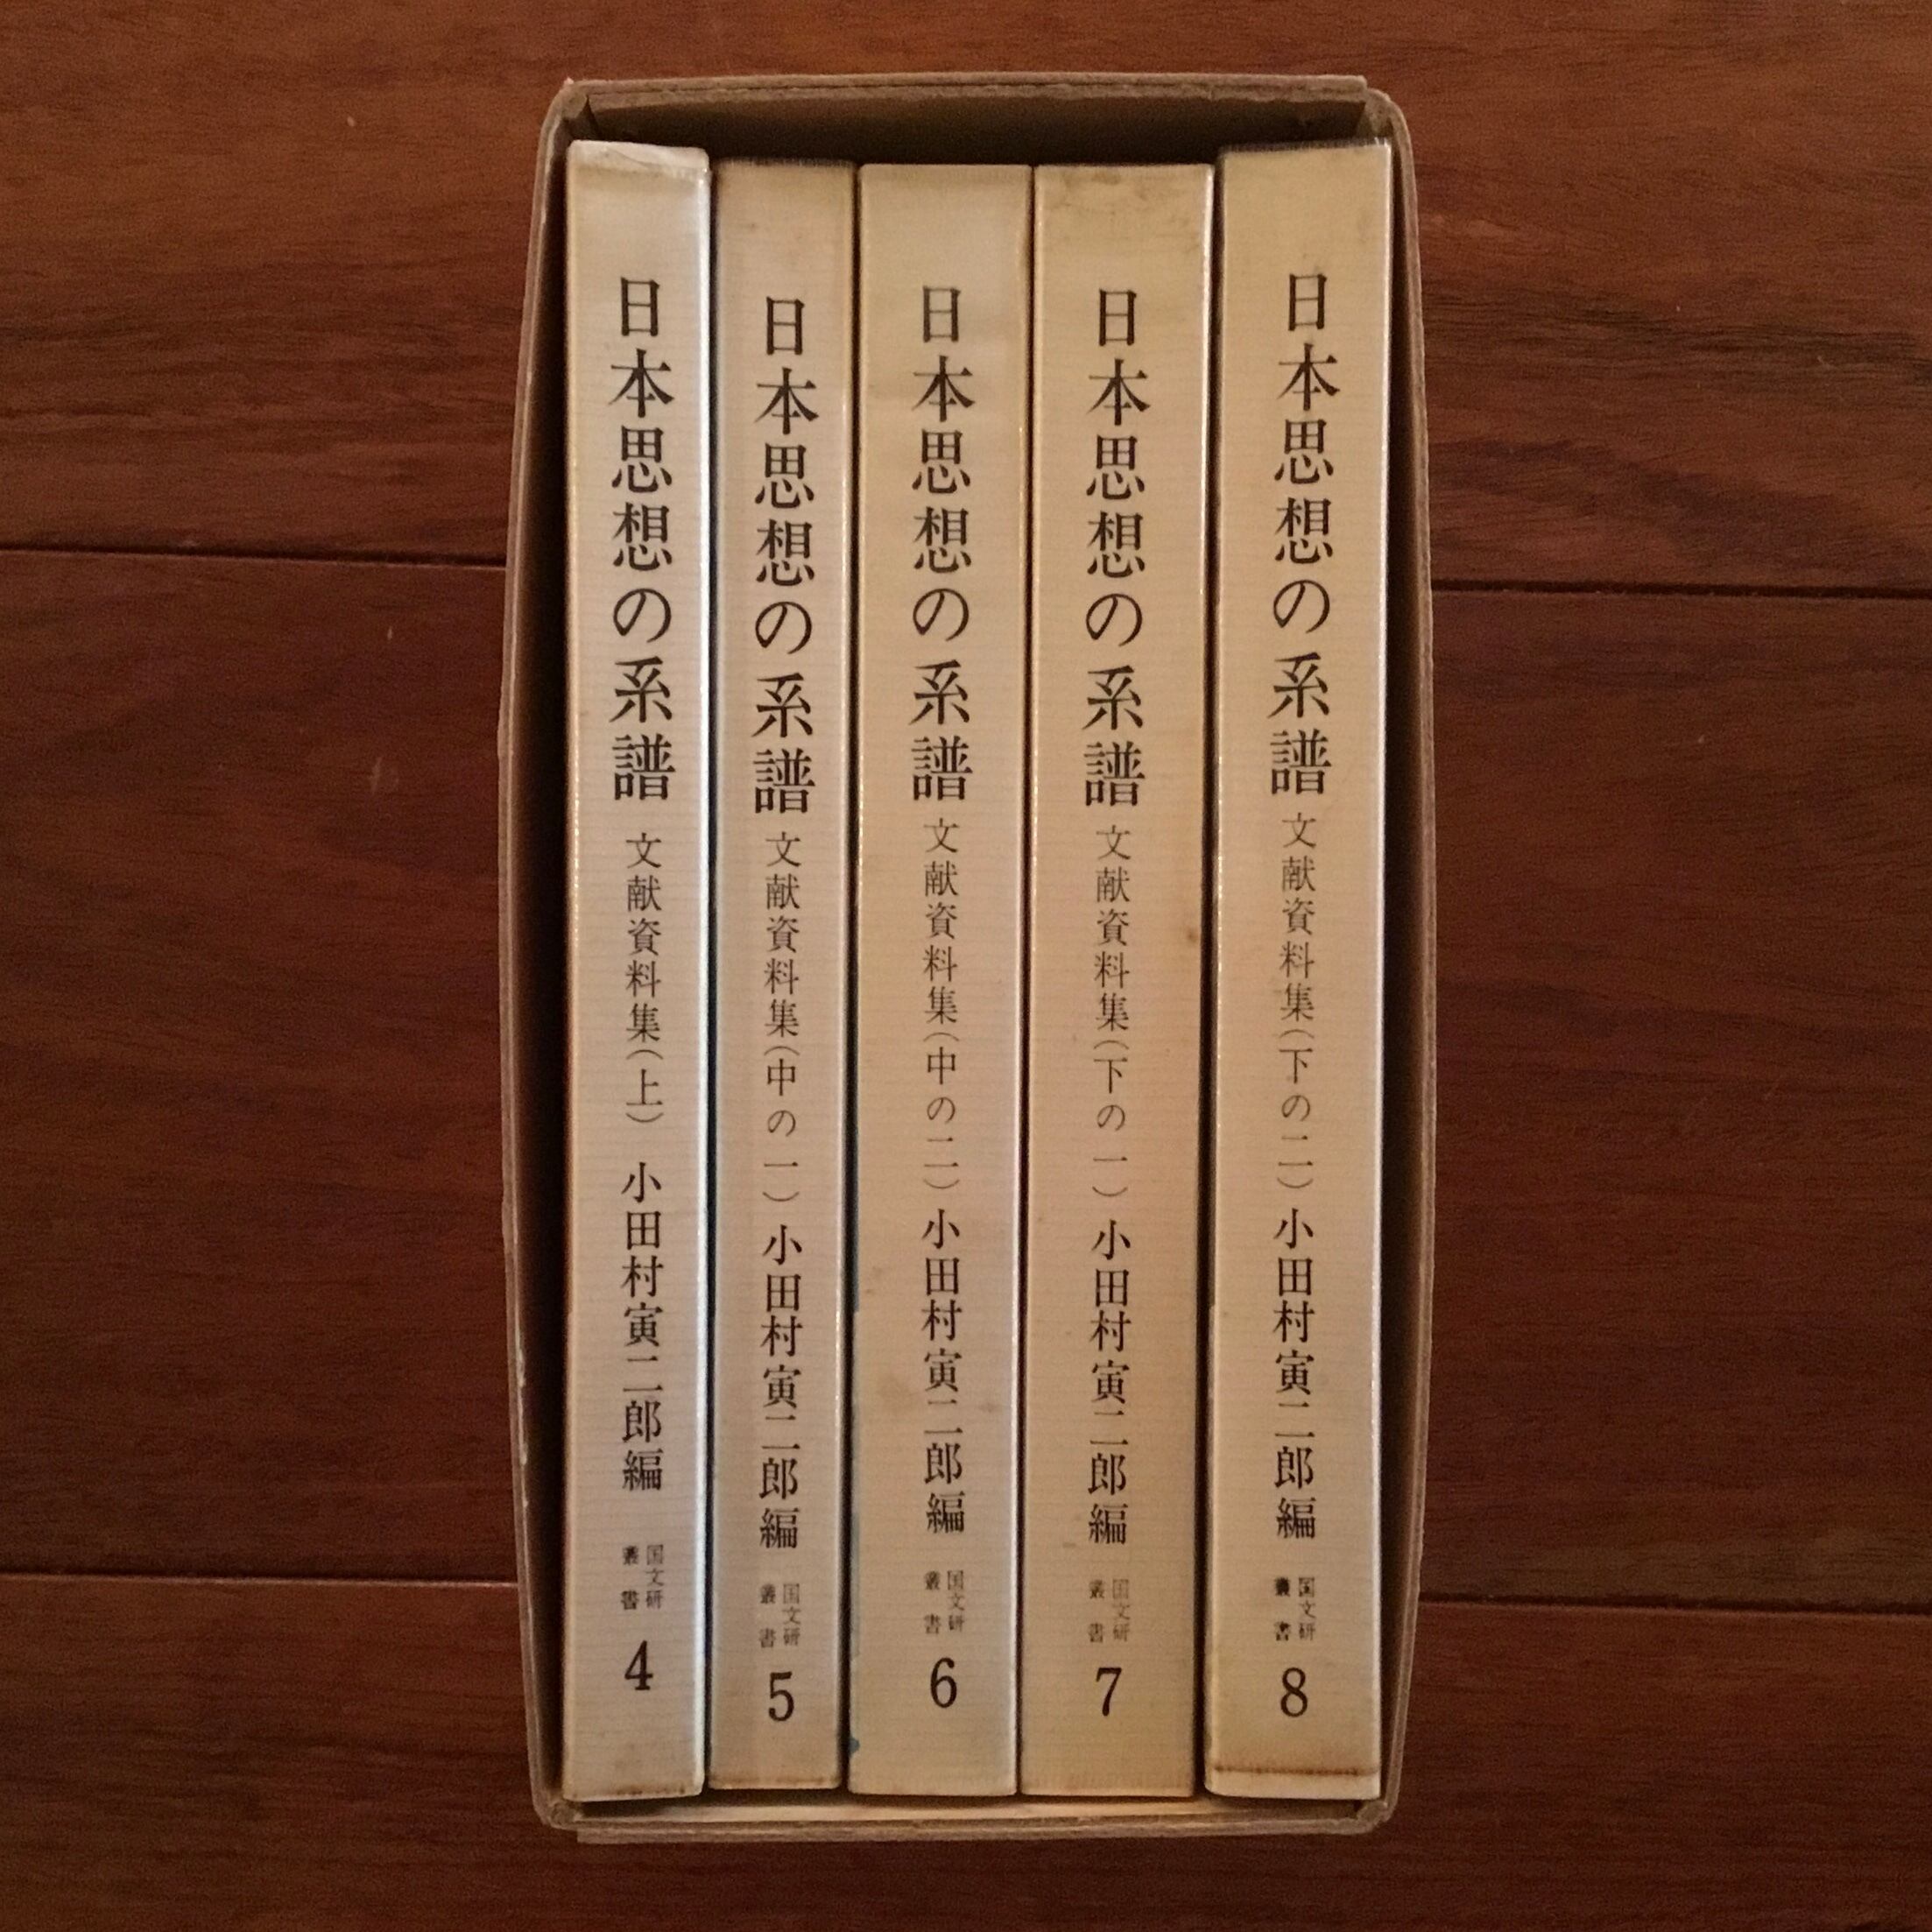 日本思想の系譜 文献資料集(上) 小田村寅二郎編 国文研叢書 4
日本思想の系譜 文献資料集(中の一) 小田村寅二郎編 国文研叢書 5
日本思想の系譜 文献資料集(中の二) 小田村寅二郎編 国文研叢書 6
日本思想の系譜 文献資料集(下の一) 小田村寅二郎編 国文研叢書 7
日本思想の系譜 文献資料集(下の二) 小田村寅二郎編 国文研叢書 8